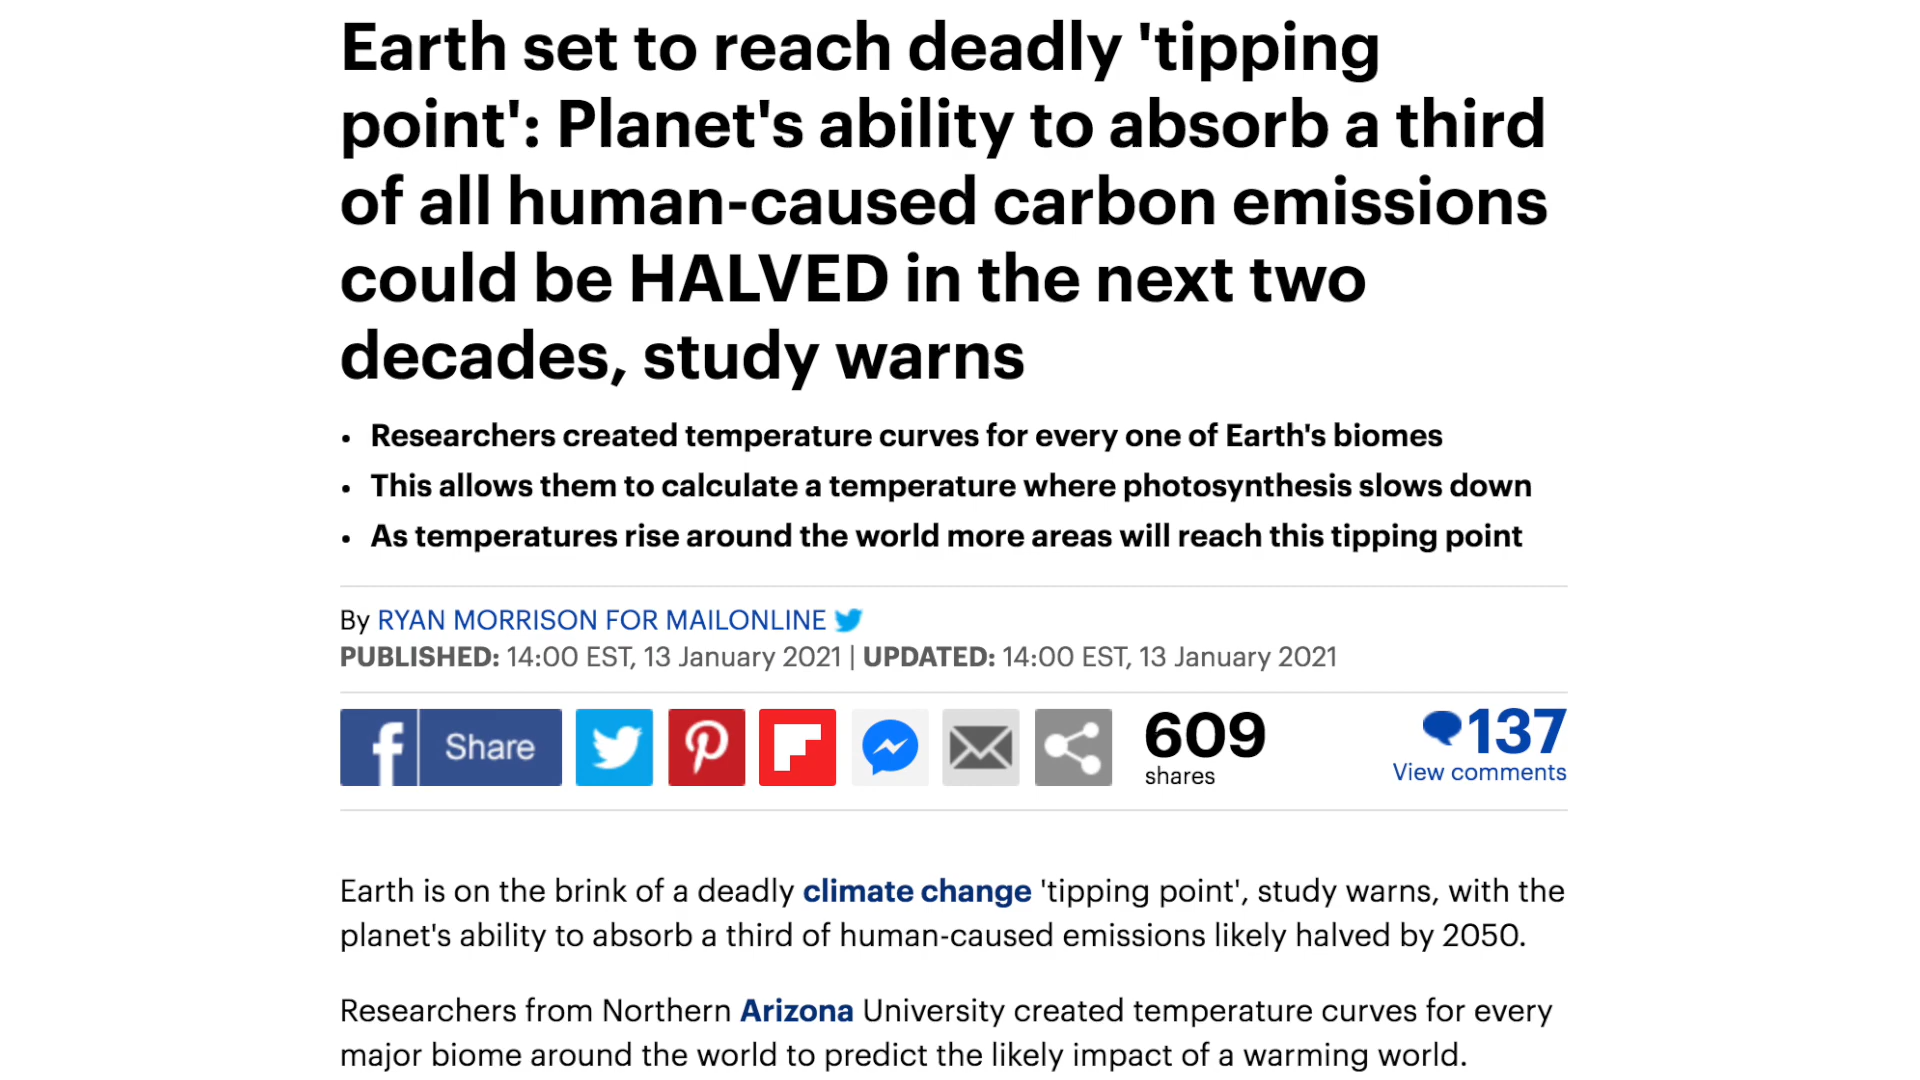 Earth set to reach deadly 'tipping
point': Planet's ability to absorb a third
of all human-caused carbon emissions
could be HALVED in the next two
decades, study warns
• Researchers created temperature curves for every one of Earth's biomes
• This allows them to calculate a temperature where photosynthesis slows down
• As temperatures rise around the world more areas will reach this tipping point
By RYAN MORRISON FOR MAILONLINE
PUBLISHED: 14:00 EST, 13 January 2021 | UPDATED: 14:00 EST, 13 January 2021
Share
609
shares
137
View comments
Earth is on the brink of a deadly climate change 'tipping point', study warns, with the
planet's ability to absorb a third of human-caused emissions likely halved by 2050.
Researchers from Northern Arizona University created temperature curves for every
major biome around the world to predict the likely impact of a warming world.